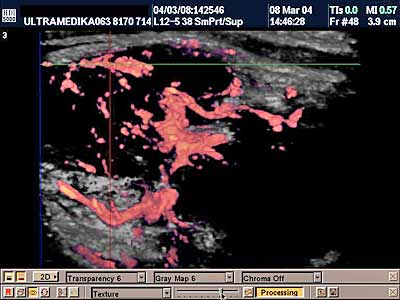 ULTRAMEDIKA063 8170 714
04/03/08:142546
L12-5 38 SmPrt/Sup
08 Mar 04
14:46:28
TIs 0.0 MI 0.57
Fr #48 3.9 cm
3
2D
Transparency 6
Gray Map 6
Chroma Off
R
Texture
Processing